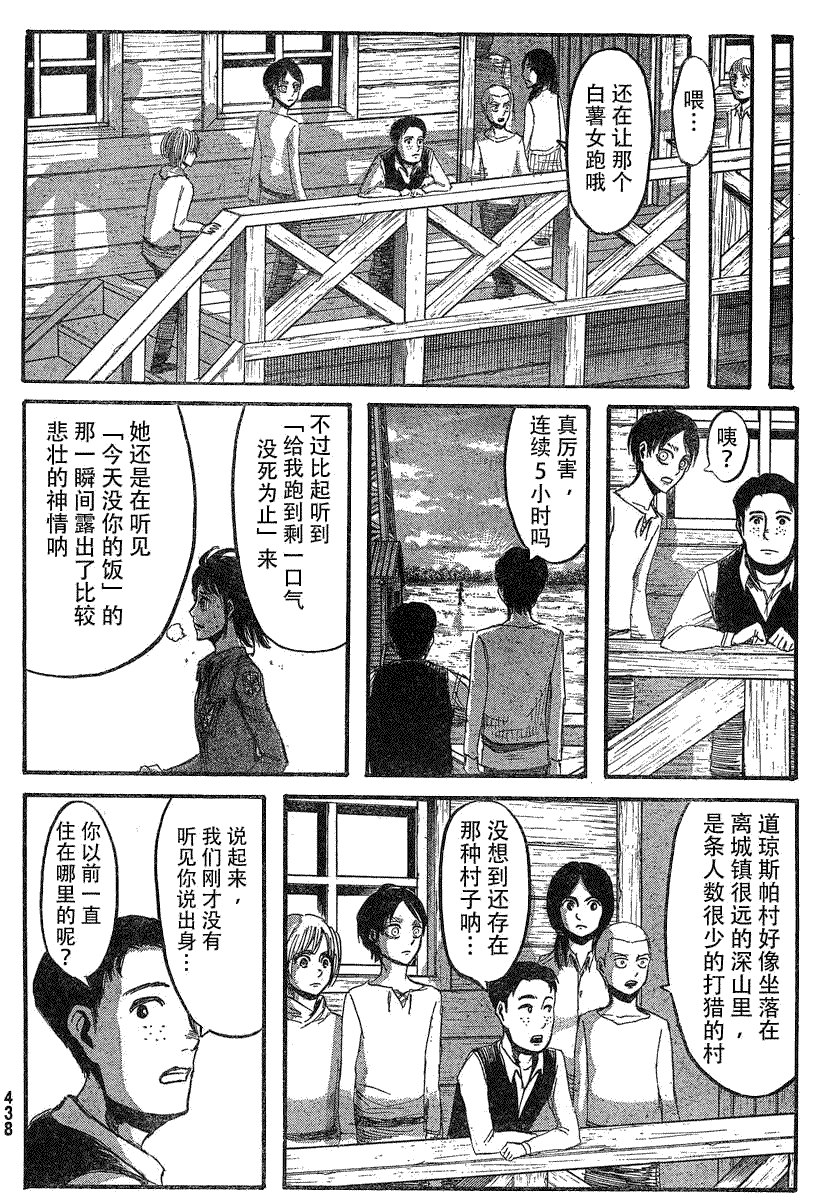 喂…
还在让那个
白薯女跑哦
咦？
真厉害，
连续5小时吗
不过比起听到
「给我跑到剩一口气
没死为止」来
她还是在听见
「今天没你的饭」的
那一瞬间露出了比较
悲壮的神情呐
道琼斯帕村好像坐落在
离城镇很远的深山里，
是条人数很少的打猎的村
没想到还存在
那种村子呐…
说起来，
我们刚才没有
听见你说出身…
你以前一直
住在哪里的呢？
438